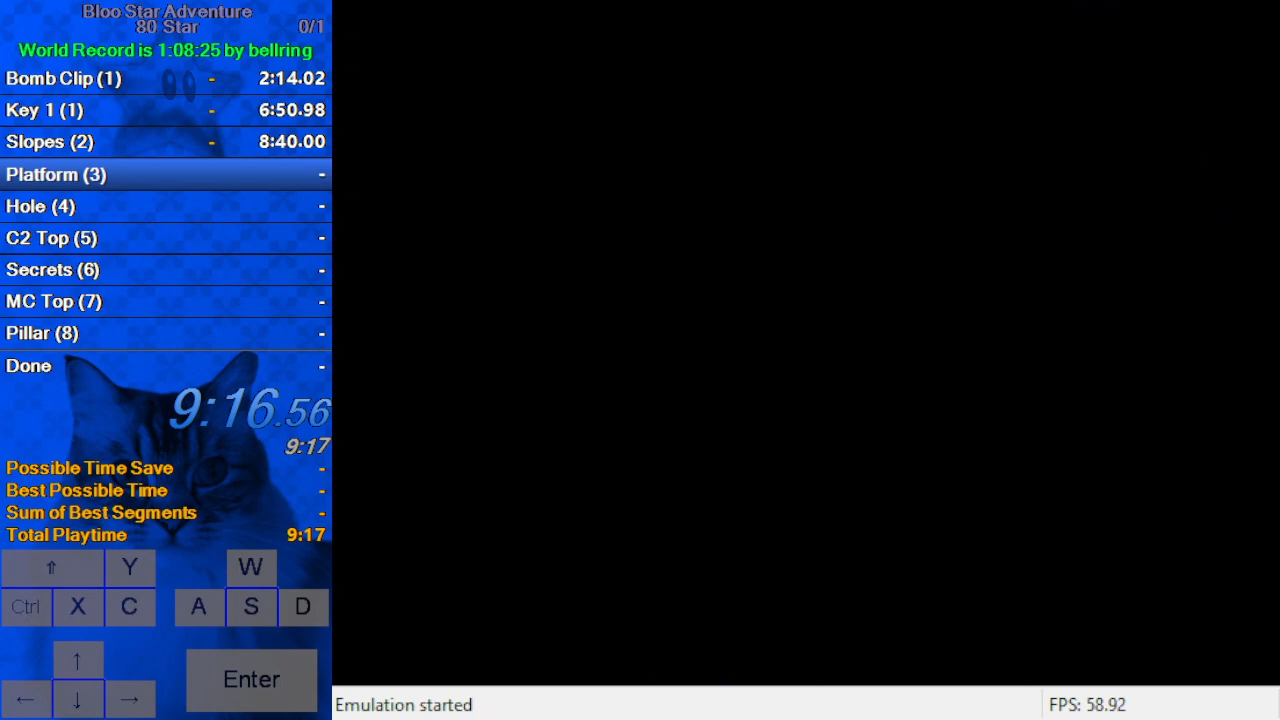 Bloo Star Adventure
80 Star 0/1
World Record is 1:08:25 by bellring
Bomb Clip (1) - 2:14.02
Key 1 (1) - 6:50.98
Slopes (2) - 8:40.00
Platform (3) -
Hole (4) -
C2 Top (5) -
Secrets (6) -
MC Top (7) -
Pillar (8) -
Done -
9:16.56
9:17
Possible Time Save -
Best Possible Time -
Sum of Best Segments -
Total Playtime 9:17
⇑ Y W
Ctrl X C A S D
↑
Enter
← ↓ →
Emulation started FPS: 58.92